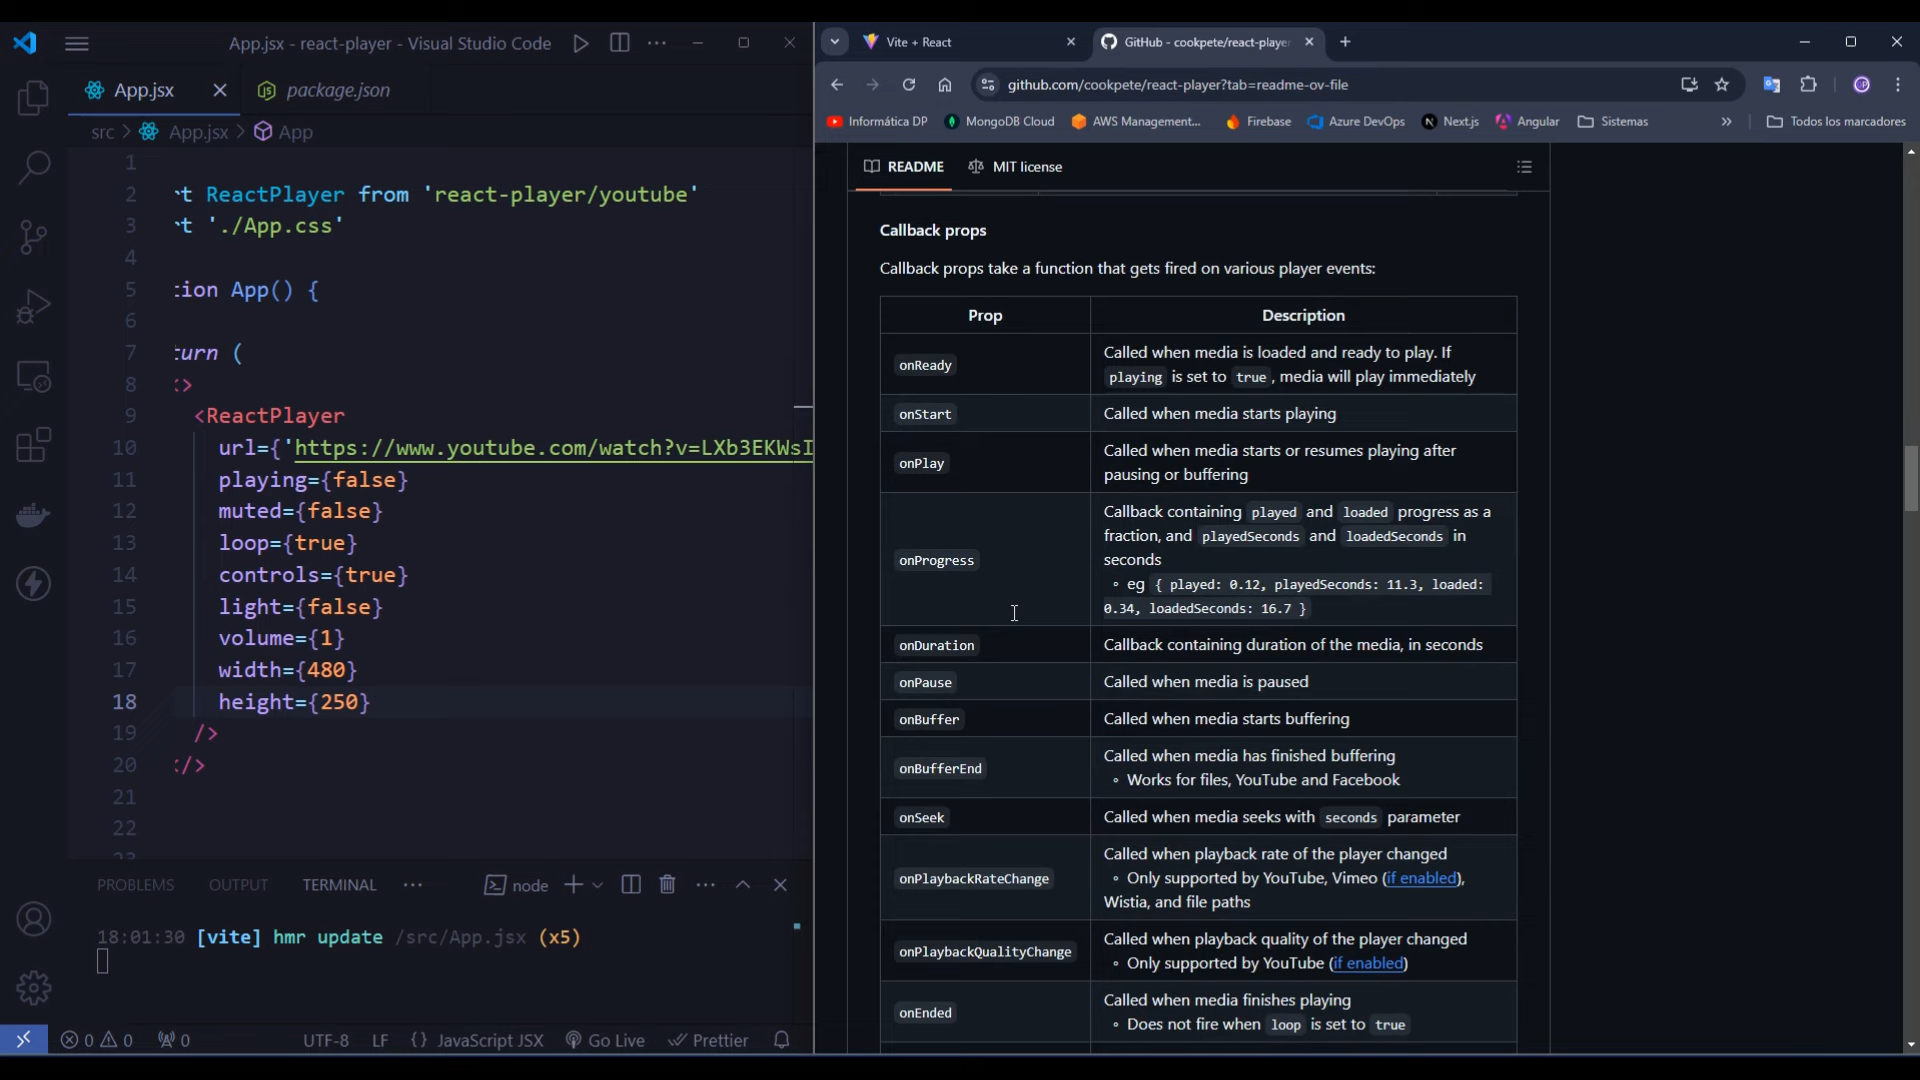 App.jsx - react-player - Visual Studio Code
App.jsx
package.json
src > App.jsx > App
1
2 rt ReactPlayer from 'react-player/youtube'
3 rt './App.css'
4
5 tion App() {
6
7 turn (
8 <>
9 <ReactPlayer
10 url={'https://www.youtube.com/watch?v=LXb3EKWsI
11 playing={false}
12 muted={false}
13 loop={true}
14 controls={true}
15 light={false}
16 volume={1}
17 width={480}
18 height={250}
19 />
20 </>
21
22
23
PROBLEMS OUTPUT TERMINAL ··· node
18:01:30 [vite] hmr update /src/App.jsx (x5)
0 0 0 UTF-8 LF {} JavaScript JSX Go Live Prettier
Vite + React
GitHub - cookpete/react-player
github.com/cookpete/react-player?tab=readme-ov-file
Informática DP MongoDB Cloud AWS Management... Firebase Azure DevOps Next.js Angular Sistemas » Todos los marcadores
README MIT license
Callback props
Callback props take a function that gets fired on various player events:
Prop Description
onReady
Called when media is loaded and ready to play. If
playing is set to true , media will play immediately
onStart Called when media starts playing
onPlay
Called when media starts or resumes playing after
pausing or buffering
onProgress
Callback containing played and loaded progress as a
fraction, and playedSeconds and loadedSeconds in
seconds
◦ eg { played: 0.12, playedSeconds: 11.3, loaded:
0.34, loadedSeconds: 16.7 }
onDuration Callback containing duration of the media, in seconds
onPause Called when media is paused
onBuffer Called when media starts buffering
onBufferEnd
Called when media has finished buffering
◦ Works for files, YouTube and Facebook
onSeek Called when media seeks with seconds parameter
onPlaybackRateChange
Called when playback rate of the player changed
◦ Only supported by YouTube, Vimeo (if enabled),
Wistia, and file paths
onPlaybackQualityChange
Called when playback quality of the player changed
◦ Only supported by YouTube (if enabled)
onEnded
Called when media finishes playing
◦ Does not fire when loop is set to true